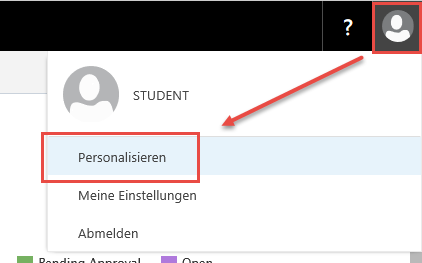 ?
STUDENT
Personalisieren
Meine Einstellungen
Abmelden
Pending Approval Open